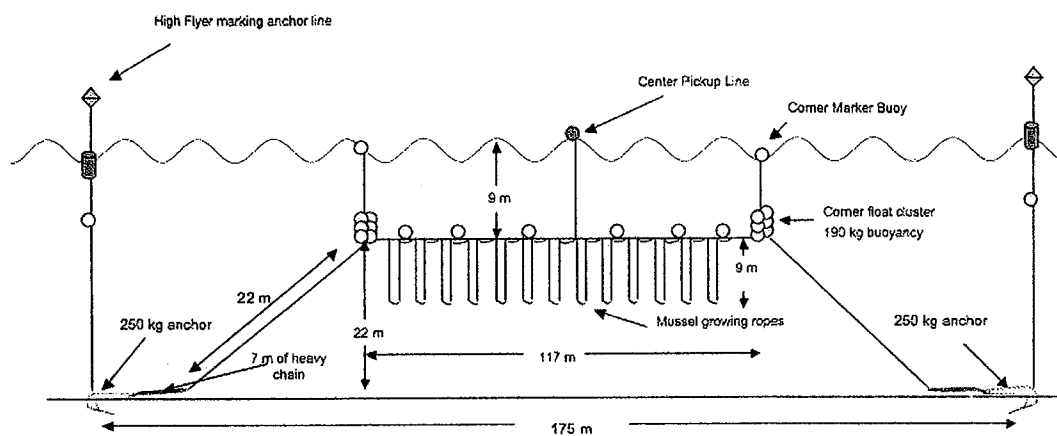 High Flyer marking anchor line
Center Pickup Line
Corner Marker Buoy
9 m
Corner float cluster
190 kg buoyancy
9 m
22 m
250 kg anchor
22 m
Mussel growing ropes
250 kg anchor
7 m of heavy
chain
117 m
175 m